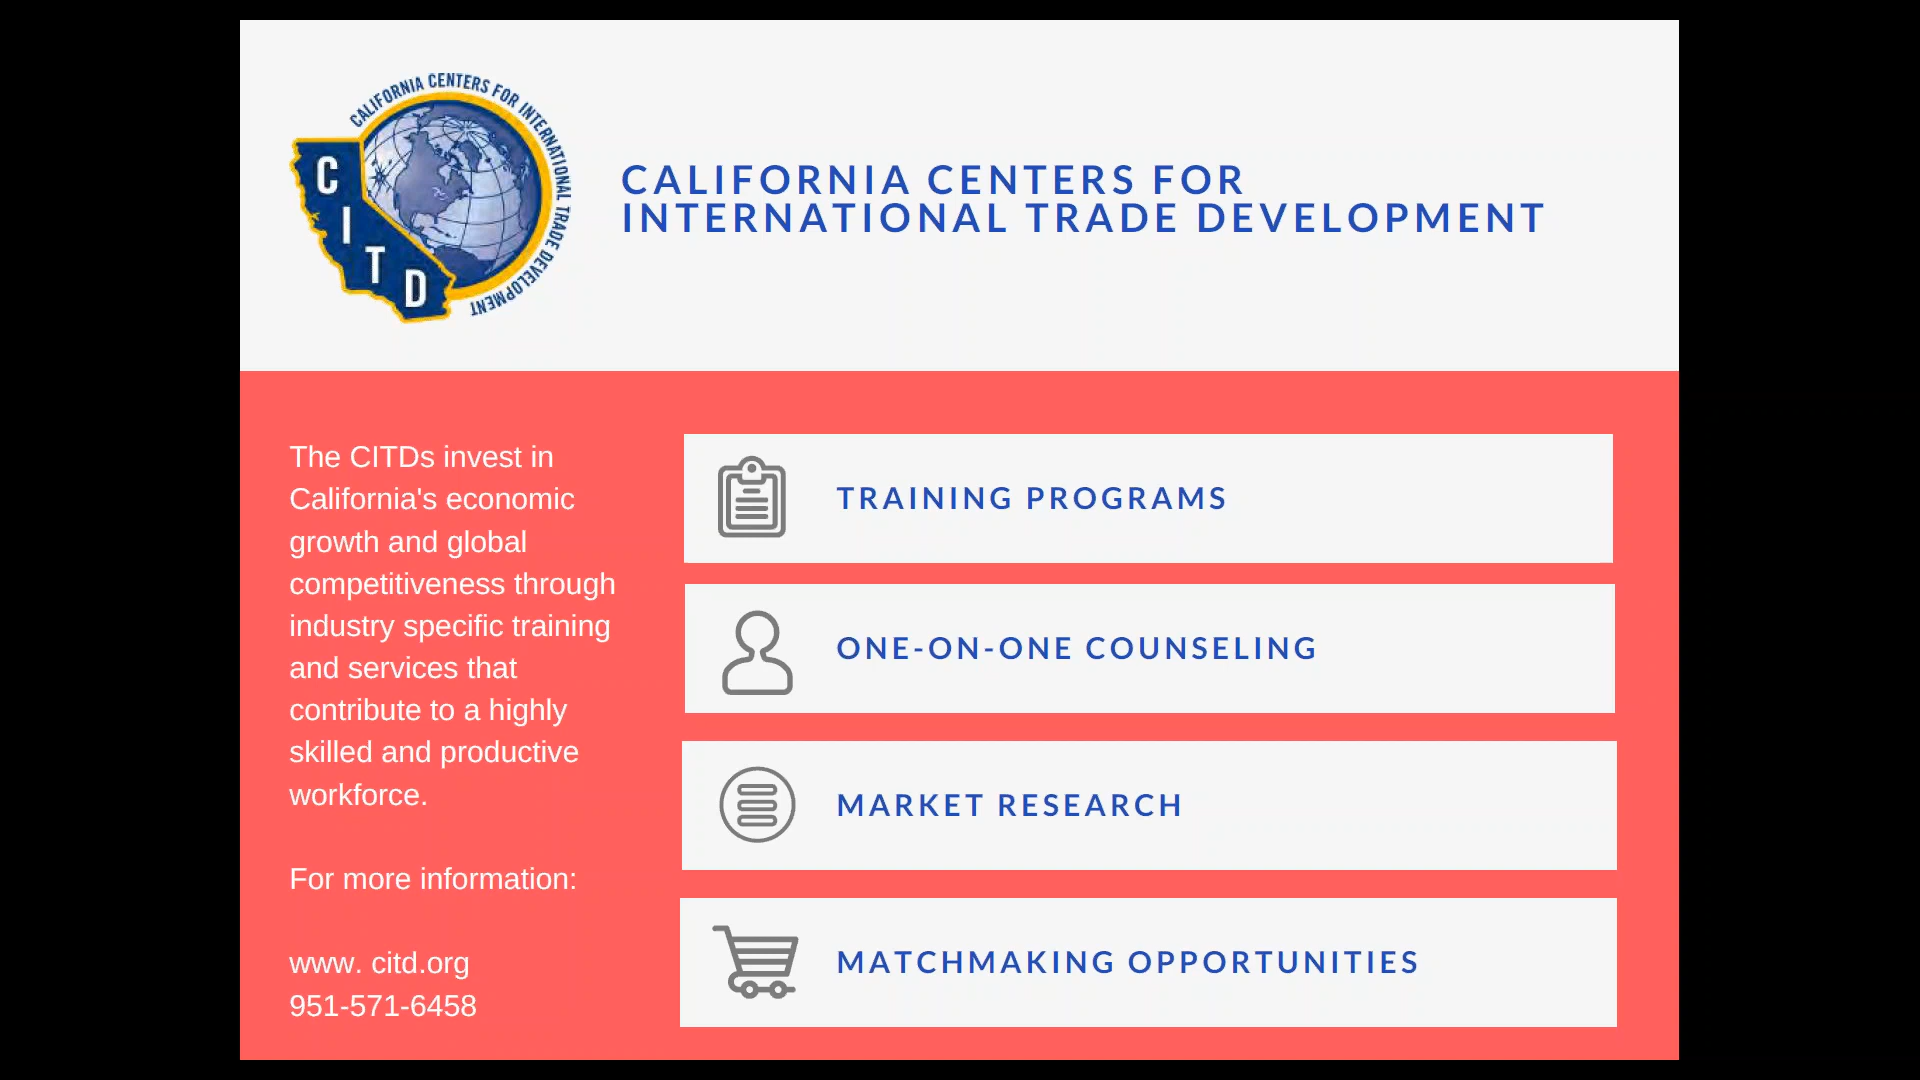 CALIFORNIA CENTERS FOR INTERNATIONAL TRADE DEVELOPMENT
C
I
T
D
CALIFORNIA CENTERS FOR
INTERNATIONAL TRADE DEVELOPMENT
The CITDs invest in
California's economic
growth and global
competitiveness through
industry specific training
and services that
contribute to a highly
skilled and productive
workforce.
For more information:
www. citd.org
951-571-6458
TRAINING PROGRAMS
ONE-ON-ONE COUNSELING
MARKET RESEARCH
MATCHMAKING OPPORTUNITIES